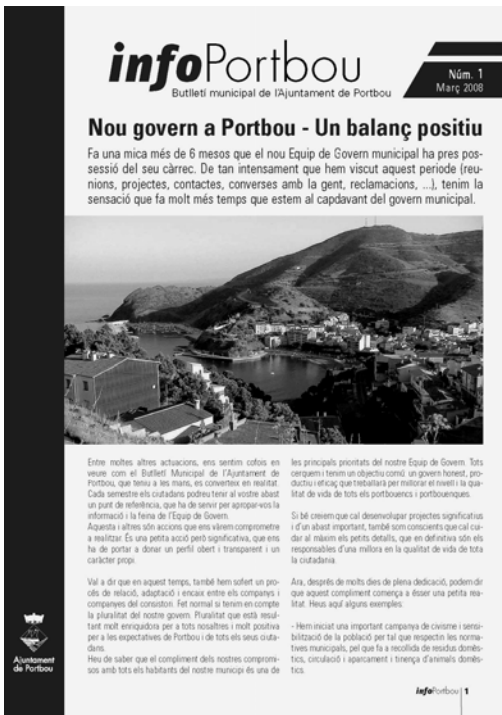 infoPortbou
Butlletí municipal de l'Ajuntament de Portbou
Núm. 1
Març 2008
Nou govern a Portbou - Un balanç positiu
Fa una mica més de 6 mesos que el nou Equip de Govern municipal ha pres pos-
sessió del seu càrrec. De tan intensament que hem viscut aquest periode (reu-
nions, projectes, contactes, converses amb la gent, reclamacions, ...), tenim la
sensació que fa molt més temps que estem al capdavant del govern municipal.
Entre moltes altres actuacions, ens sentim cofois en
veure com el Butlletí Municipal de l'Ajuntament de
Portbou, que teniu a les mans, es converteix en realitat.
Cada semestre els ciutadans podreu tenir al vostre abast
un punt de referència, que ha de servir per apropar-vos la
informació i la feina de l'Equip de Govern.
Aquesta i altres són accions que ens vàrem comprometre
a realitzar. És una petita acció però significativa, que ens
ha de portar a donar un perfil obert i transparent i un
caràcter propi.
Val a dir que en aquest temps, també hem sofert un pro-
cés de relació, adaptació i encaix entre els companys i
companyes del consistori. Fet normal si tenim en compte
la pluralitat del nostre govern. Pluralitat que està resul-
tant molt enriquidora per a tots nosaltres i molt positiva
per a les expectatives de Portbou i de tots els seus ciuta-
dans.
Heu de saber que el compliment dels nostres compromi-
sos amb tots els habitants del nostre municipi és una de
les principals prioritats del nostre Equip de Govern. Tots
cerquem i tenim un objectiu comú: un govern honest, pro-
ductiu i eficaç que treballarà per millorar el nivell i la qua-
litat de vida de tots els portbouencs i portbouenques.
Si bé creiem que cal desenvolupar projectes significatius
i d'un abast important, també som conscients que cal cui-
dar al màxim els petits detalls, que en definitiva són els
responsables d'una millora en la qualitat de vida de tota
la ciutadania.
Ara, després de molts dies de plena dedicació, podem dir
que aquest compliment comença a ésser una petita rea-
litat. Heus aquí alguns exemples:
- Hem iniciat una important campanya de civisme i sensi-
bilització de la població per tal que respectin les nor-
matives municipals, pel que fa a recollida de residus domès-
tics, circulació i aparcament i tinença d'animals domès-
tics.
Ajuntament
de Portbou
infoPortbou | 1